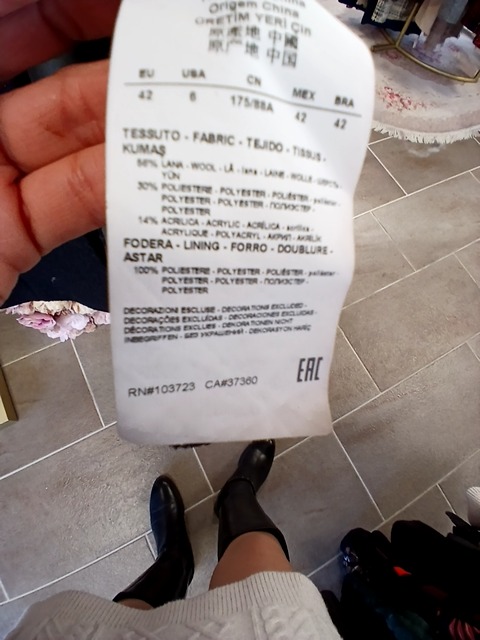 Origem China
ÜRETİM YERİ Çin
原產地 中國
原产地 中国
EU USA CN MEX BRA
42 6 175/88A 42 42
TESSUTO - FABRIC - TEJIDO - TISSUS -
KUMAŞ
56% LANA - WOOL - LÃ - lana - LAINE - WOLLE -
YÜN
30% POLIESTERE - POLYESTER - POLIÉSTER - poliéster -
POLYESTER - POLYESTER - ПОЛИЭСТЕР -
POLYESTER
14% ACRILICA - ACRYLIC - ACRÍLICA - acrílica -
ACRYLIQUE - POLYACRYL - АКРИЛ - AKRİLİK
FODERA - LINING - FORRO - DOUBLURE -
ASTAR
100% POLIESTERE - POLYESTER - POLIÉSTER - poliéster -
POLYESTER - POLYESTER - ПОЛИЭСТЕР -
POLYESTER
DECORAZIONI ESCLUSE - DECORATIONS EXCLUDED -
DECORAÇÕES EXCLUÍDAS - DECORACIONES EXCLUIDAS -
DÉCORATIONS EXCLUES - DEKORATIONEN NICHT
INBEGRIFFEN - БЕЗ УКРАШЕНИЙ - DEKORASYON HARİÇ
EAC
RN#103723 CA#37360